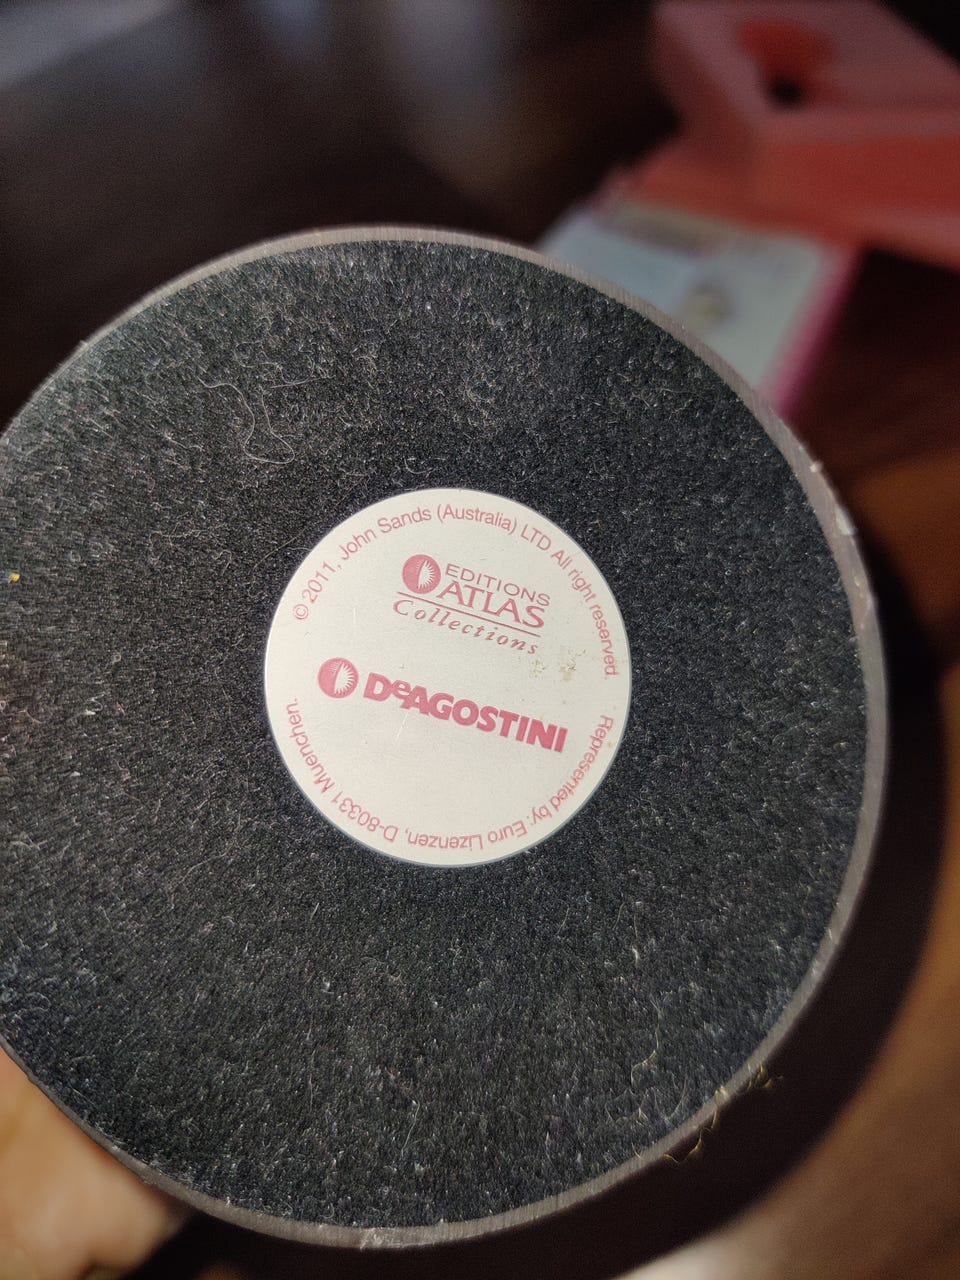 © 2011, John Sands (Australia) LTD All right reserved.
EDITIONS
ATLAS
Collections
DeAGOSTINI
Represented by: Euro Lizenzen, D-80331 Muenchen.